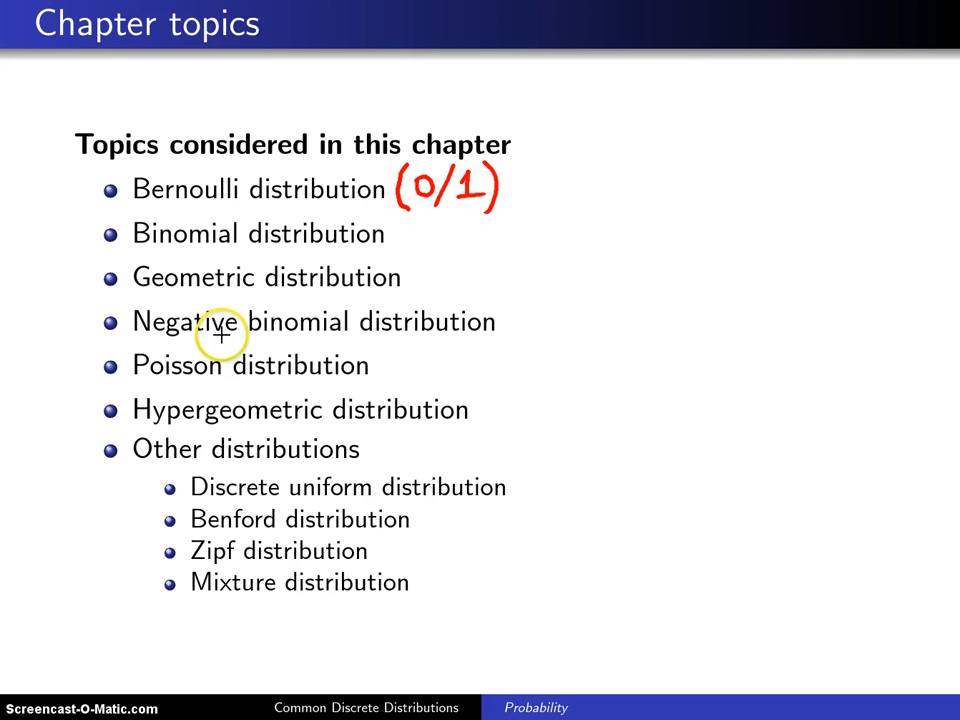 Chapter topics
Topics considered in this chapter
Bernoulli distribution (0/1)
Binomial distribution
Geometric distribution
Negative binomial distribution
Poisson distribution
Hypergeometric distribution
Other distributions
Discrete uniform distribution
Benford distribution
Zipf distribution
Mixture distribution
Screencast-O-Matic.com Common Discrete Distributions Probability